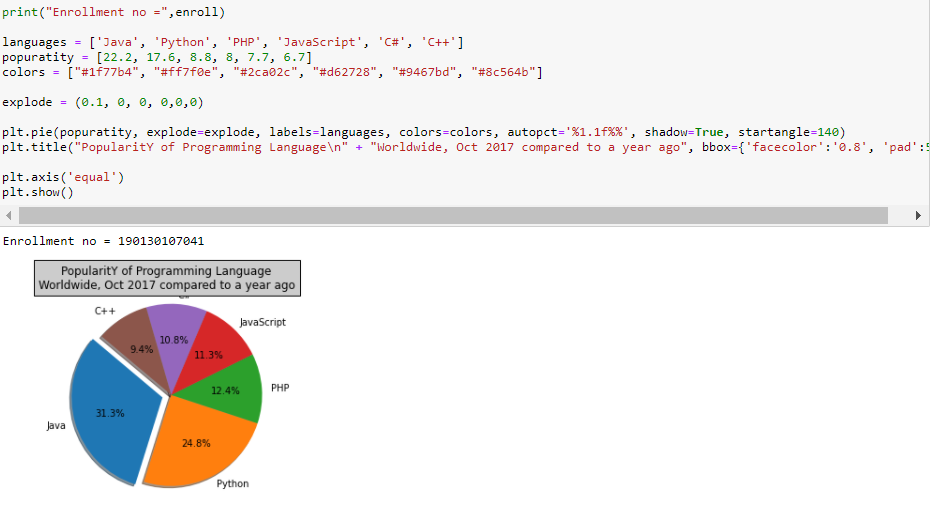 print("Enrollment no =",enroll)
languages = ['Java', 'Python', 'PHP', 'JavaScript', 'C#', 'C++']
popuratity = [22.2, 17.6, 8.8, 8, 7.7, 6.7]
colors = ["#1f77b4", "#ff7f0e", "#2ca02c", "#d62728", "#9467bd", "#8c564b"]
explode = (0.1, 0, 0, 0,0,0)
plt.pie(popuratity, explode=explode, labels=languages, colors=colors, autopct='%1.1f%%', shadow=True, startangle=140)
plt.title("PopularitY of Programming Language\n" + "Worldwide, Oct 2017 compared to a year ago", bbox={'facecolor':'0.8', 'pad':5
plt.axis('equal')
plt.show()
Enrollment no = 190130107041
PopularitY of Programming Language
Worldwide, Oct 2017 compared to a year ago
C++
JavaScript
10.8%
9.4%
11.3%
PHP
12.4%
31.3%
Java
24.8%
Python